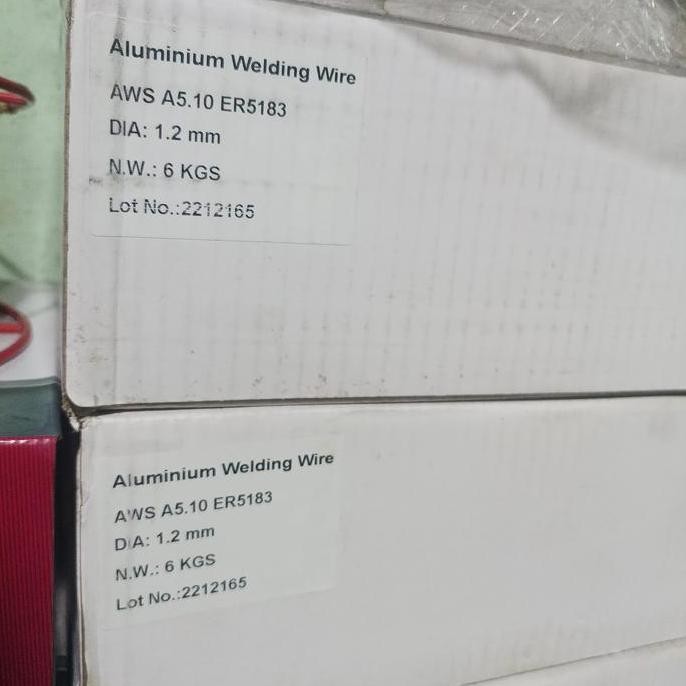 Aluminium Welding Wire
AWS A5.10 ER5183
DIA: 1.2 mm
N.W.: 6 KGS
Lot No.:2212165
Aluminium Welding Wire
AWS A5.10 ER5183
DIA: 1.2 mm
N.W.: 6 KGS
Lot No.:2212165